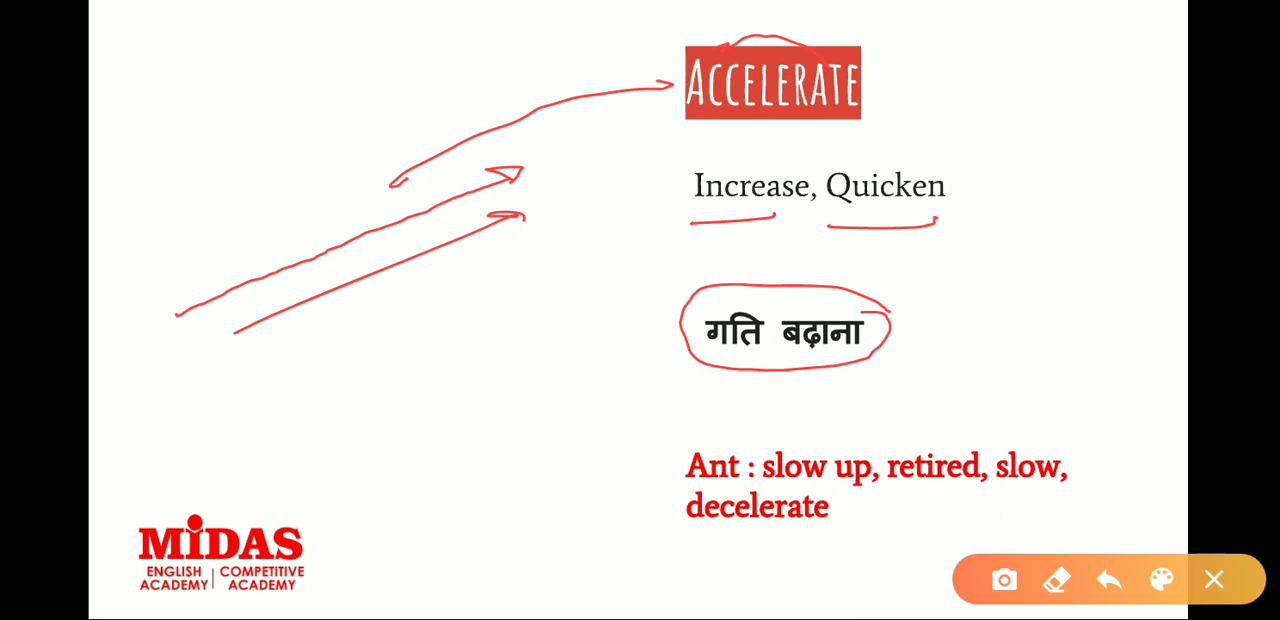 ACCELERATE
Increase, Quicken
गति बढ़ाना
Ant : slow up, retired, slow,
decelerate
MiDAS
ENGLISH | COMPETITIVE
ACADEMY | ACADEMY